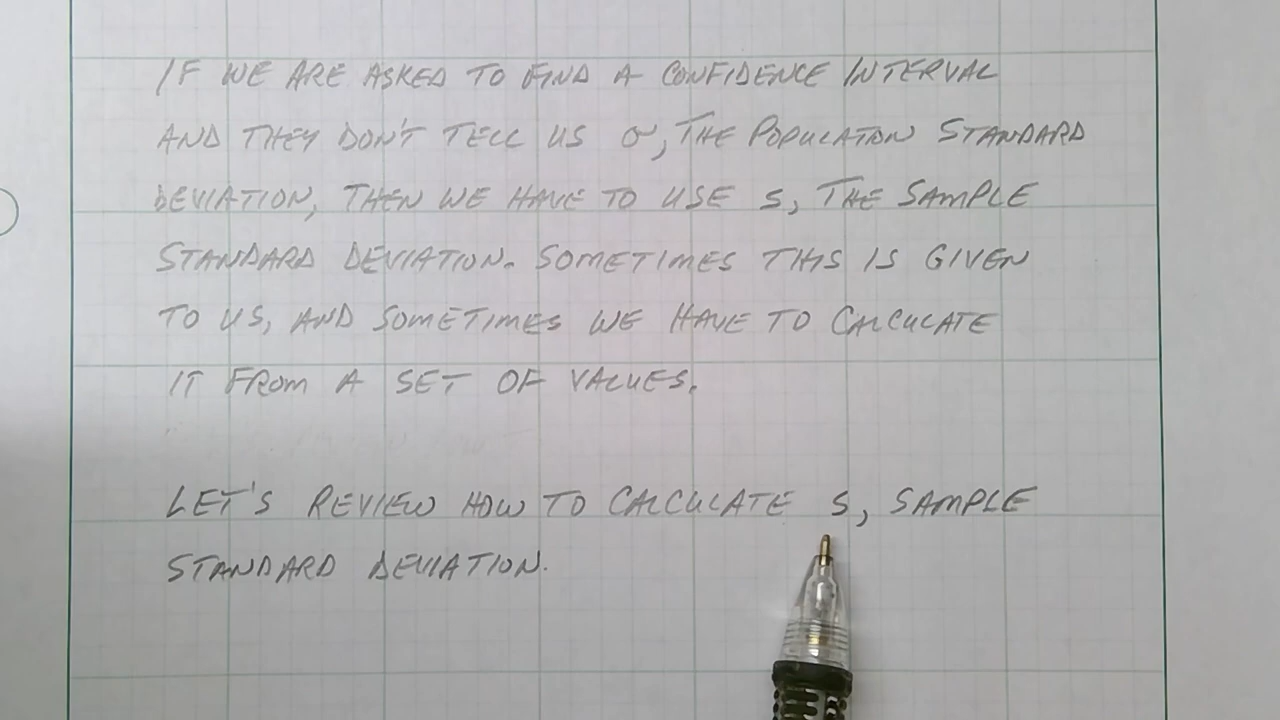 IF WE ARE ASKED TO FIND A CONFIDENCE INTERVAL
AND THEY DON'T TELL US σ, THE POPULATION STANDARD
DEVIATION, THEN WE HAVE TO USE S, THE SAMPLE
STANDARD DEVIATION. SOMETIMES THIS IS GIVEN
TO US, AND SOMETIMES WE HAVE TO CALCULATE
IT FROM A SET OF VALUES.
LET'S REVIEW HOW TO CALCULATE S, SAMPLE
STANDARD DEVIATION.